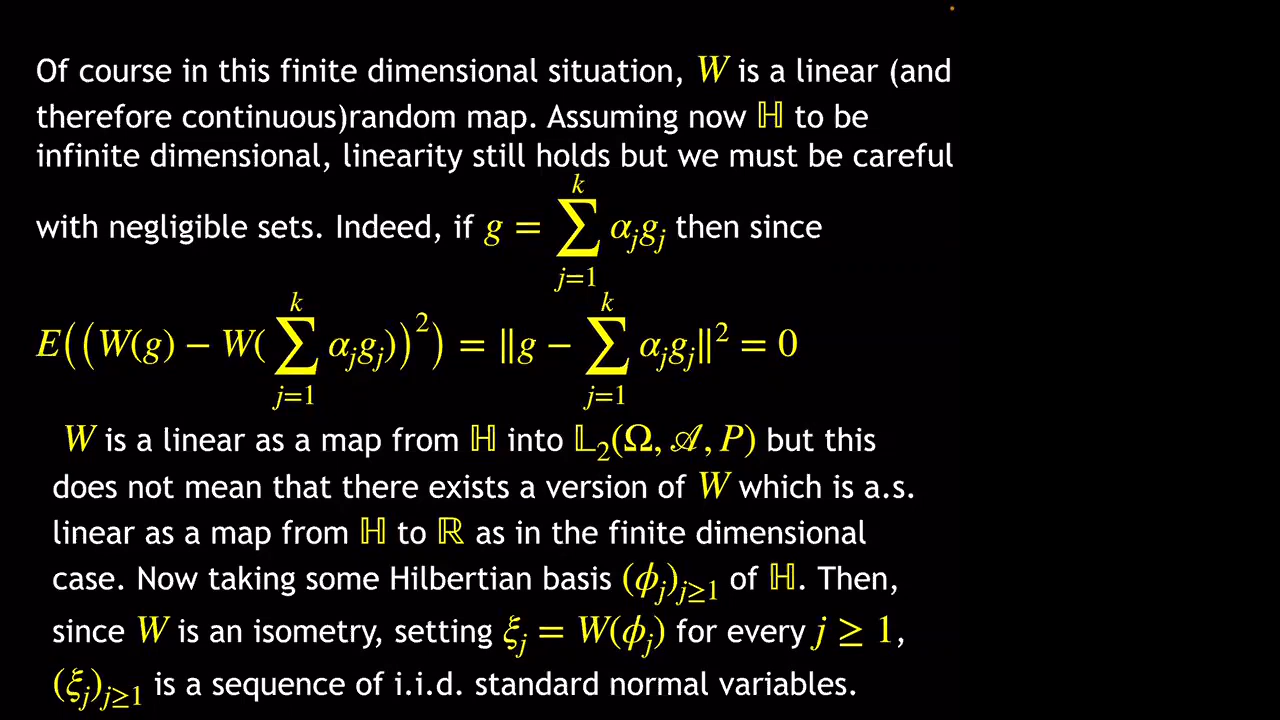 Of course in this finite dimensional situation, W is a linear (and
therefore continuous)random map. Assuming now ℍ to be
infinite dimensional, linearity still holds but we must be careful
with negligible sets. Indeed, if g = ∑_{j=1}^{k} α_j g_j then since
E((W(g) − W(∑_{j=1}^{k} α_j g_j))^2) = ‖g − ∑_{j=1}^{k} α_j g_j‖^2 = 0
W is a linear as a map from ℍ into 𝕃_2(Ω, 𝒜, P) but this
does not mean that there exists a version of W which is a.s.
linear as a map from ℍ to ℝ as in the finite dimensional
case. Now taking some Hilbertian basis (ϕ_j)_{j≥1} of ℍ. Then,
since W is an isometry, setting ξ_j = W(ϕ_j) for every j ≥ 1,
(ξ_j)_{j≥1} is a sequence of i.i.d. standard normal variables.